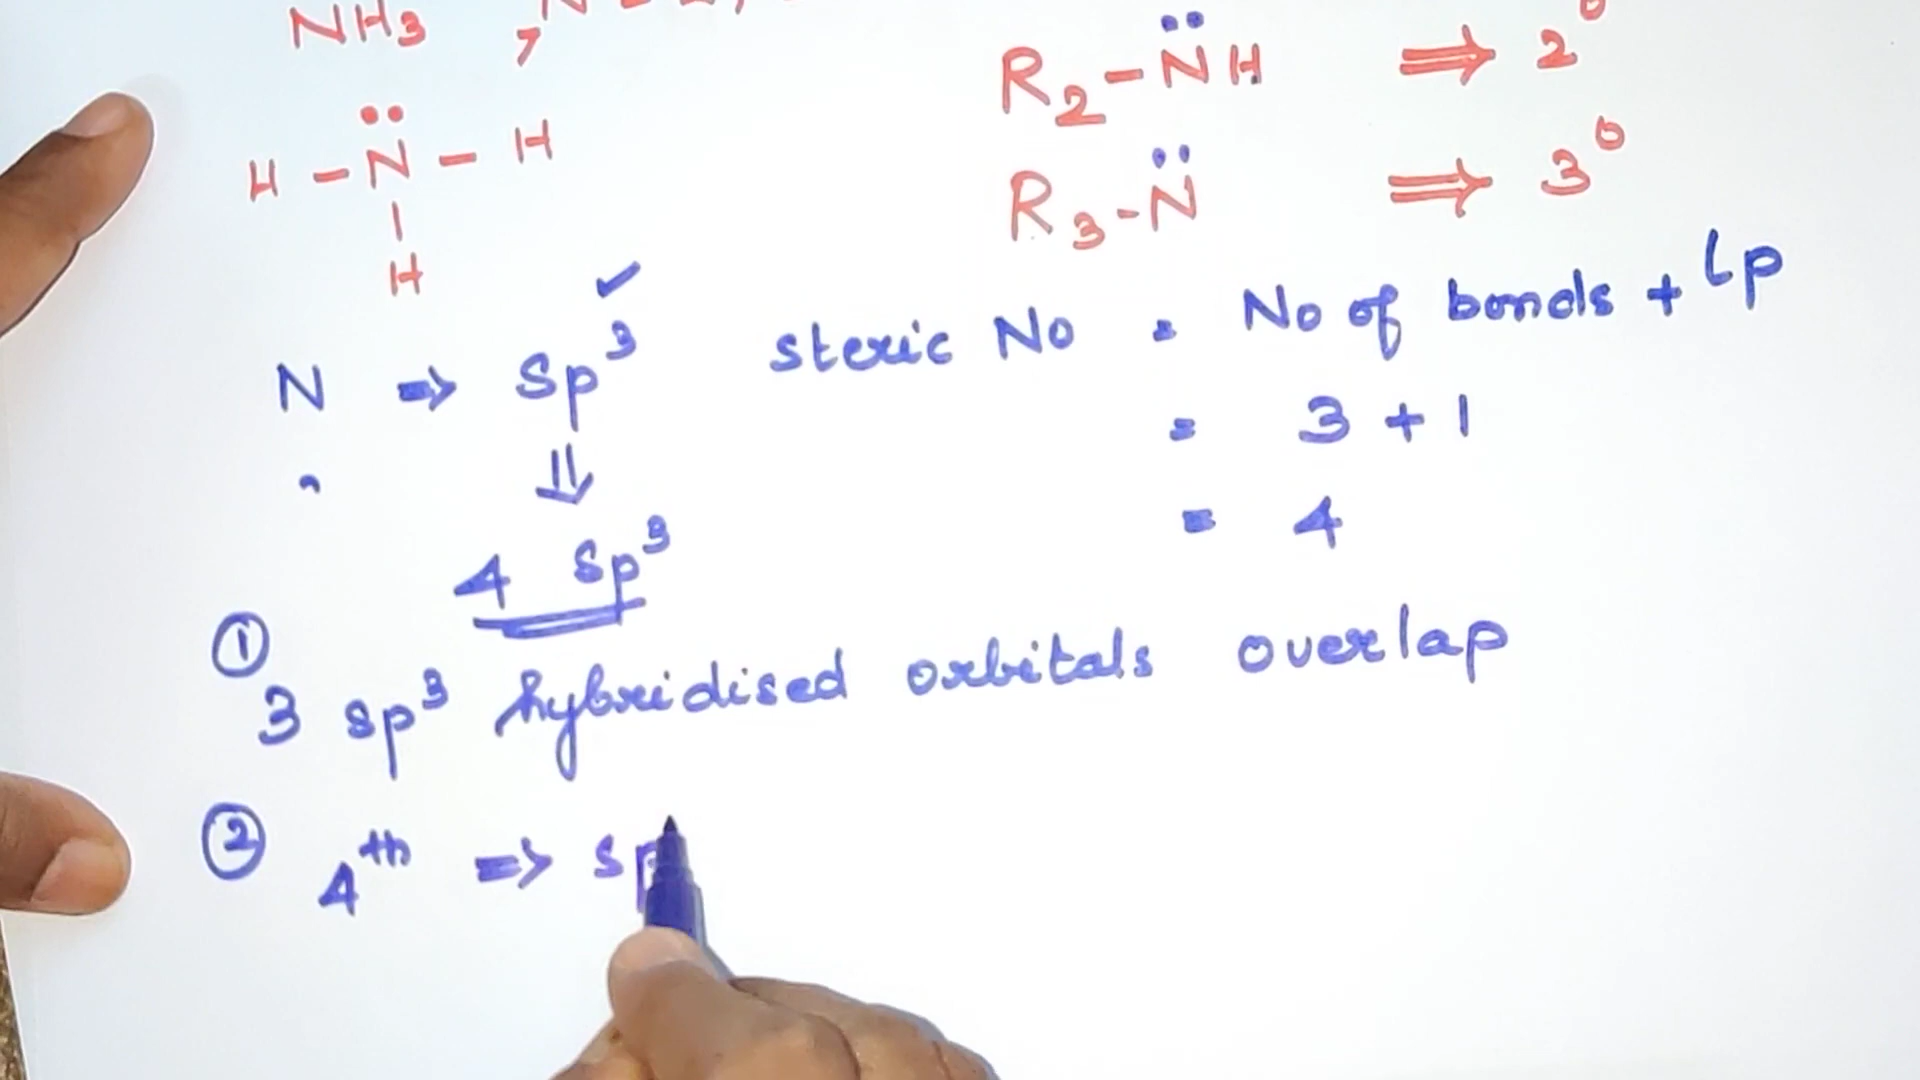 NH3
R2-N̈H ⇒ 2°
H - N̈ - H
|
H
R3-N̈ ⇒ 3°
N ⇒ Sp³ ✓
steric No = No of bonds + lp
= 3 + 1
= 4
⇓
4 Sp³
① 3 sp³ hybridised orbitals overlap
② 4th ⇒ sp